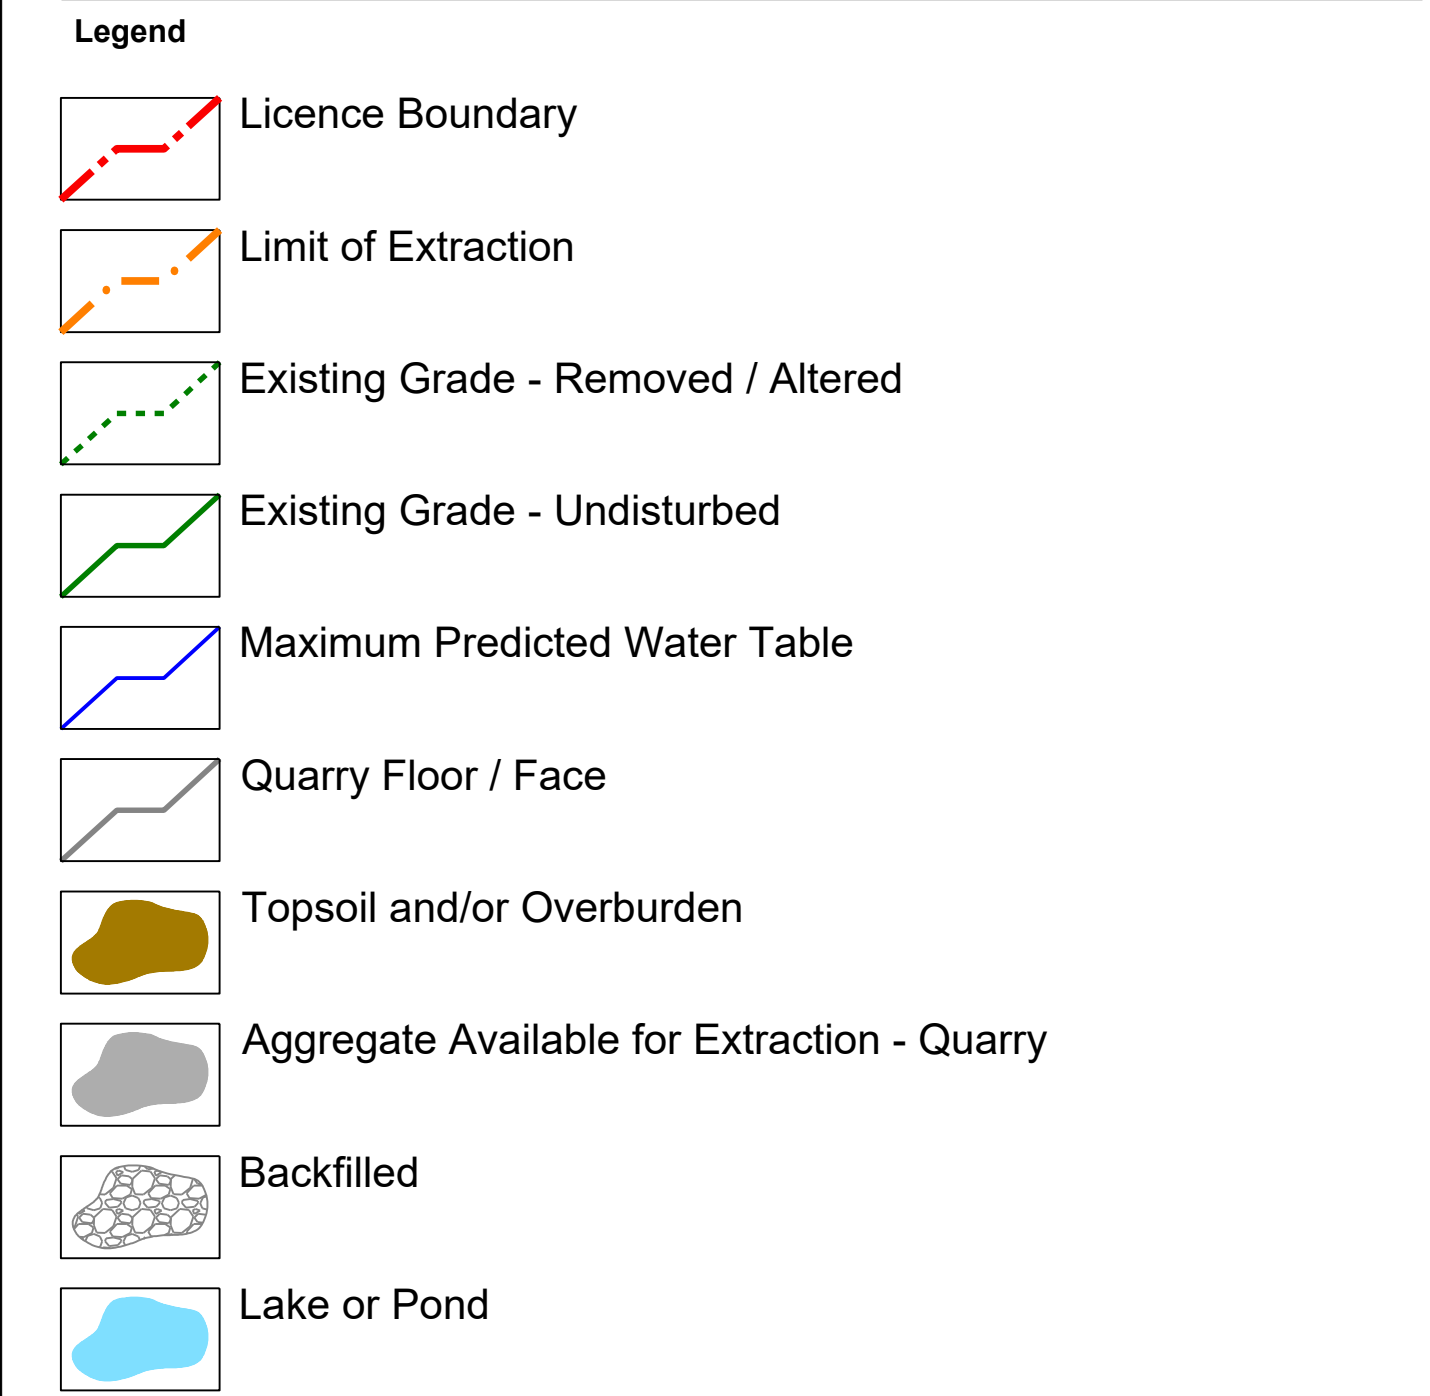 Legend
Licence Boundary
Limit of Extraction
Existing Grade - Removed / Altered
Existing Grade - Undisturbed
Maximum Predicted Water Table
Quarry Floor / Face
Topsoil and/or Overburden
Aggregate Available for Extraction - Quarry
Backfilled
Lake or Pond